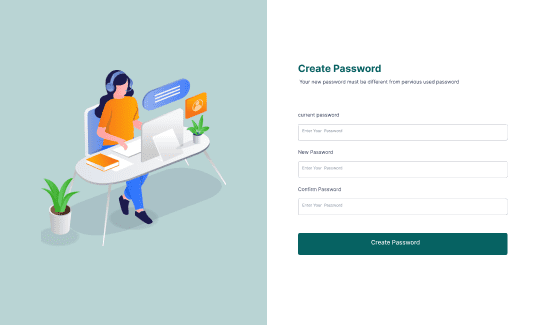 Create Password
Your new password must be different from pervious used password
current password
Enter Your Password
New Password
Enter Your Password
Confirm Password
Enter Your Password
Create Password